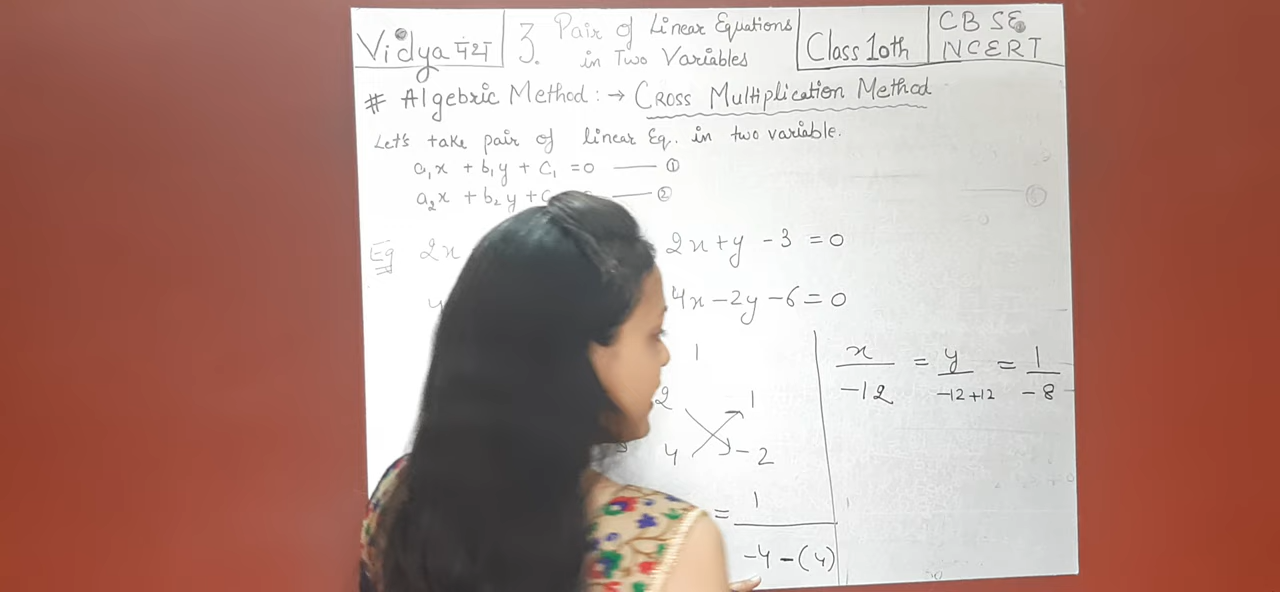 Vidya पंथ
3. Pair of Linear Equations
in Two Variables
Class 10th
CBSE
NCERT
# Algebric Method :→ CROSS Multiplication Method
Let's take pair of linear Eq. in two variable.
a₁x + b₁y + C₁ = 0 —— ①
a₂x + b₂y + C —— ②
Eg 2x 2x+y -3 = 0
4x-2y-6=0
1
2 1
4 -2
= 1/(-4-(4))
x/-12 = y/-12+12 = 1/-8